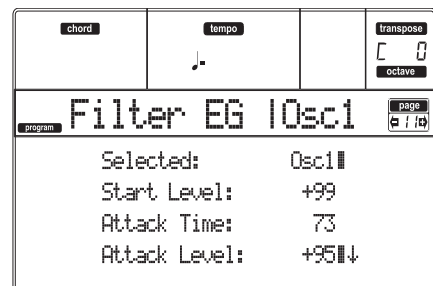 chord tempo transpose
C 0
octave
program Filter EG |Osc1 page
11
Selected: Osc1
Start Level: +99
Attack Time: 73
Attack Level: +95↓